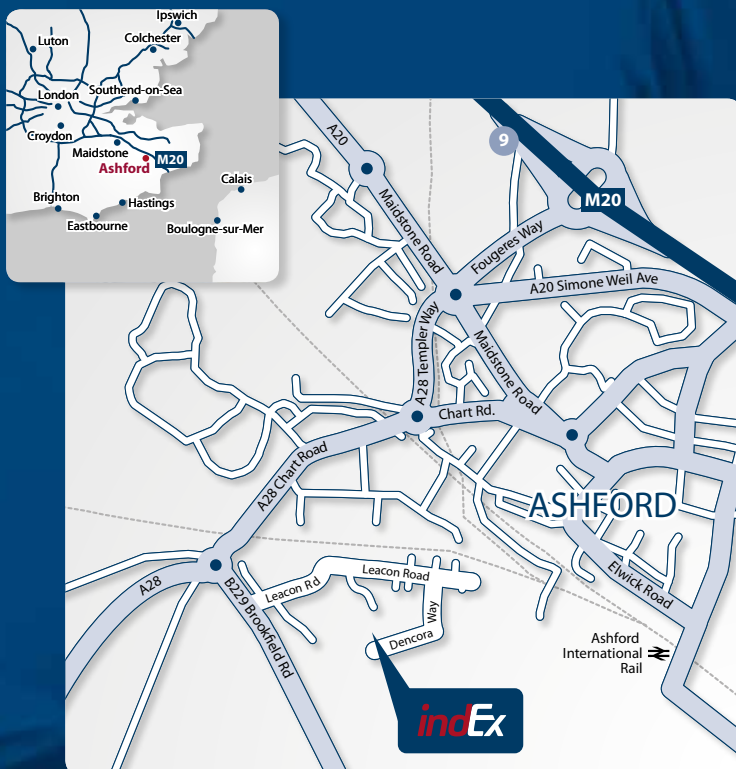 Ipswich
Luton
Colchester
London
Southend-on-Sea
Croydon
Maidstone
M20
Ashford
Calais
Brighton
Hastings
Eastbourne
Boulogne-sur-Mer
A20
9
M20
Maidstone Road
Fougeres Way
A20 Simone Weil Ave
A28 Templer Way
Maidstone Road
Chart Rd.
A28 Chart Road
ASHFORD
A28
B229 Brookfield Rd
Leacon Rd
Leacon Road
Elwick Road
Dencora Way
Ashford
International
Rail
indEx